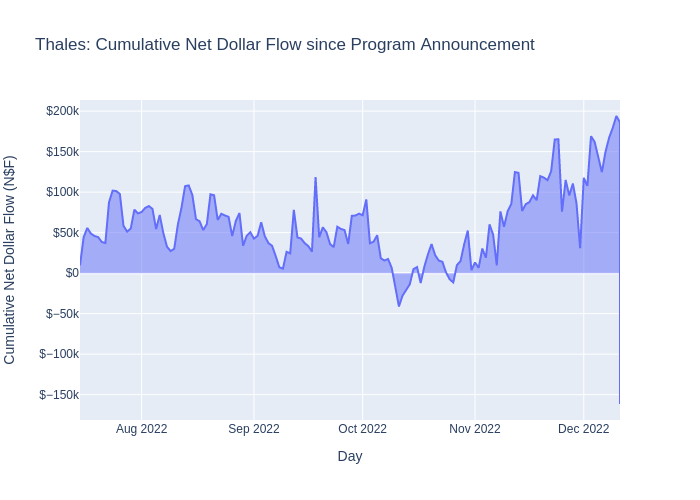 Thales: Cumulative Net Dollar Flow since Program Announcement
Cumulative Net Dollar Flow (N$F)
$200k
$150k
$100k
$50k
$0
$−50k
$−100k
$−150k
Aug 2022
Sep 2022
Oct 2022
Nov 2022
Dec 2022
Day